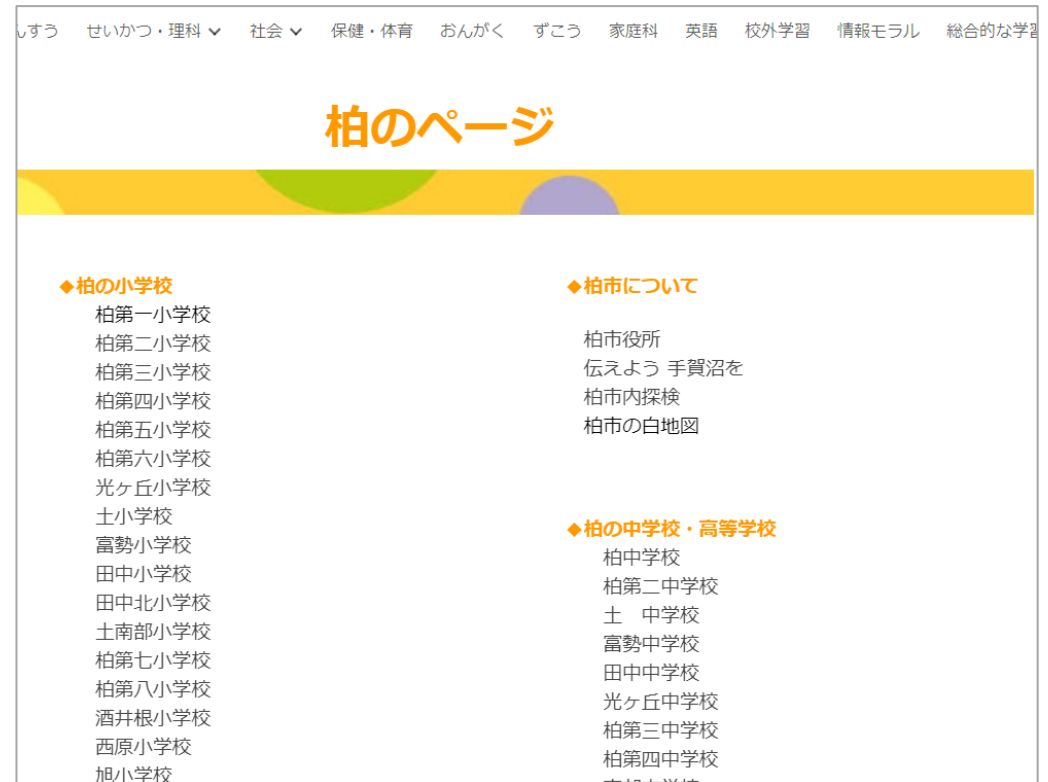 んすう せいかつ・理科 社会 保健・体育 おんがく ずこう 家庭科 英語 校外学習 情報モラル 総合的な学習
柏のページ
◆柏の小学校
柏第一小学校
柏第二小学校
柏第三小学校
柏第四小学校
柏第五小学校
柏第六小学校
光ヶ丘小学校
土小学校
富勢小学校
田中小学校
田中北小学校
土南部小学校
柏第七小学校
柏第八小学校
酒井根小学校
西原小学校
旭小学校
◆柏市について
柏市役所
伝えよう 手賀沼を
柏市内探検
柏市の白地図
◆柏の中学校・高等学校
柏中学校
柏第二中学校
土　中学校
富勢中学校
田中中学校
光ヶ丘中学校
柏第三中学校
柏第四中学校